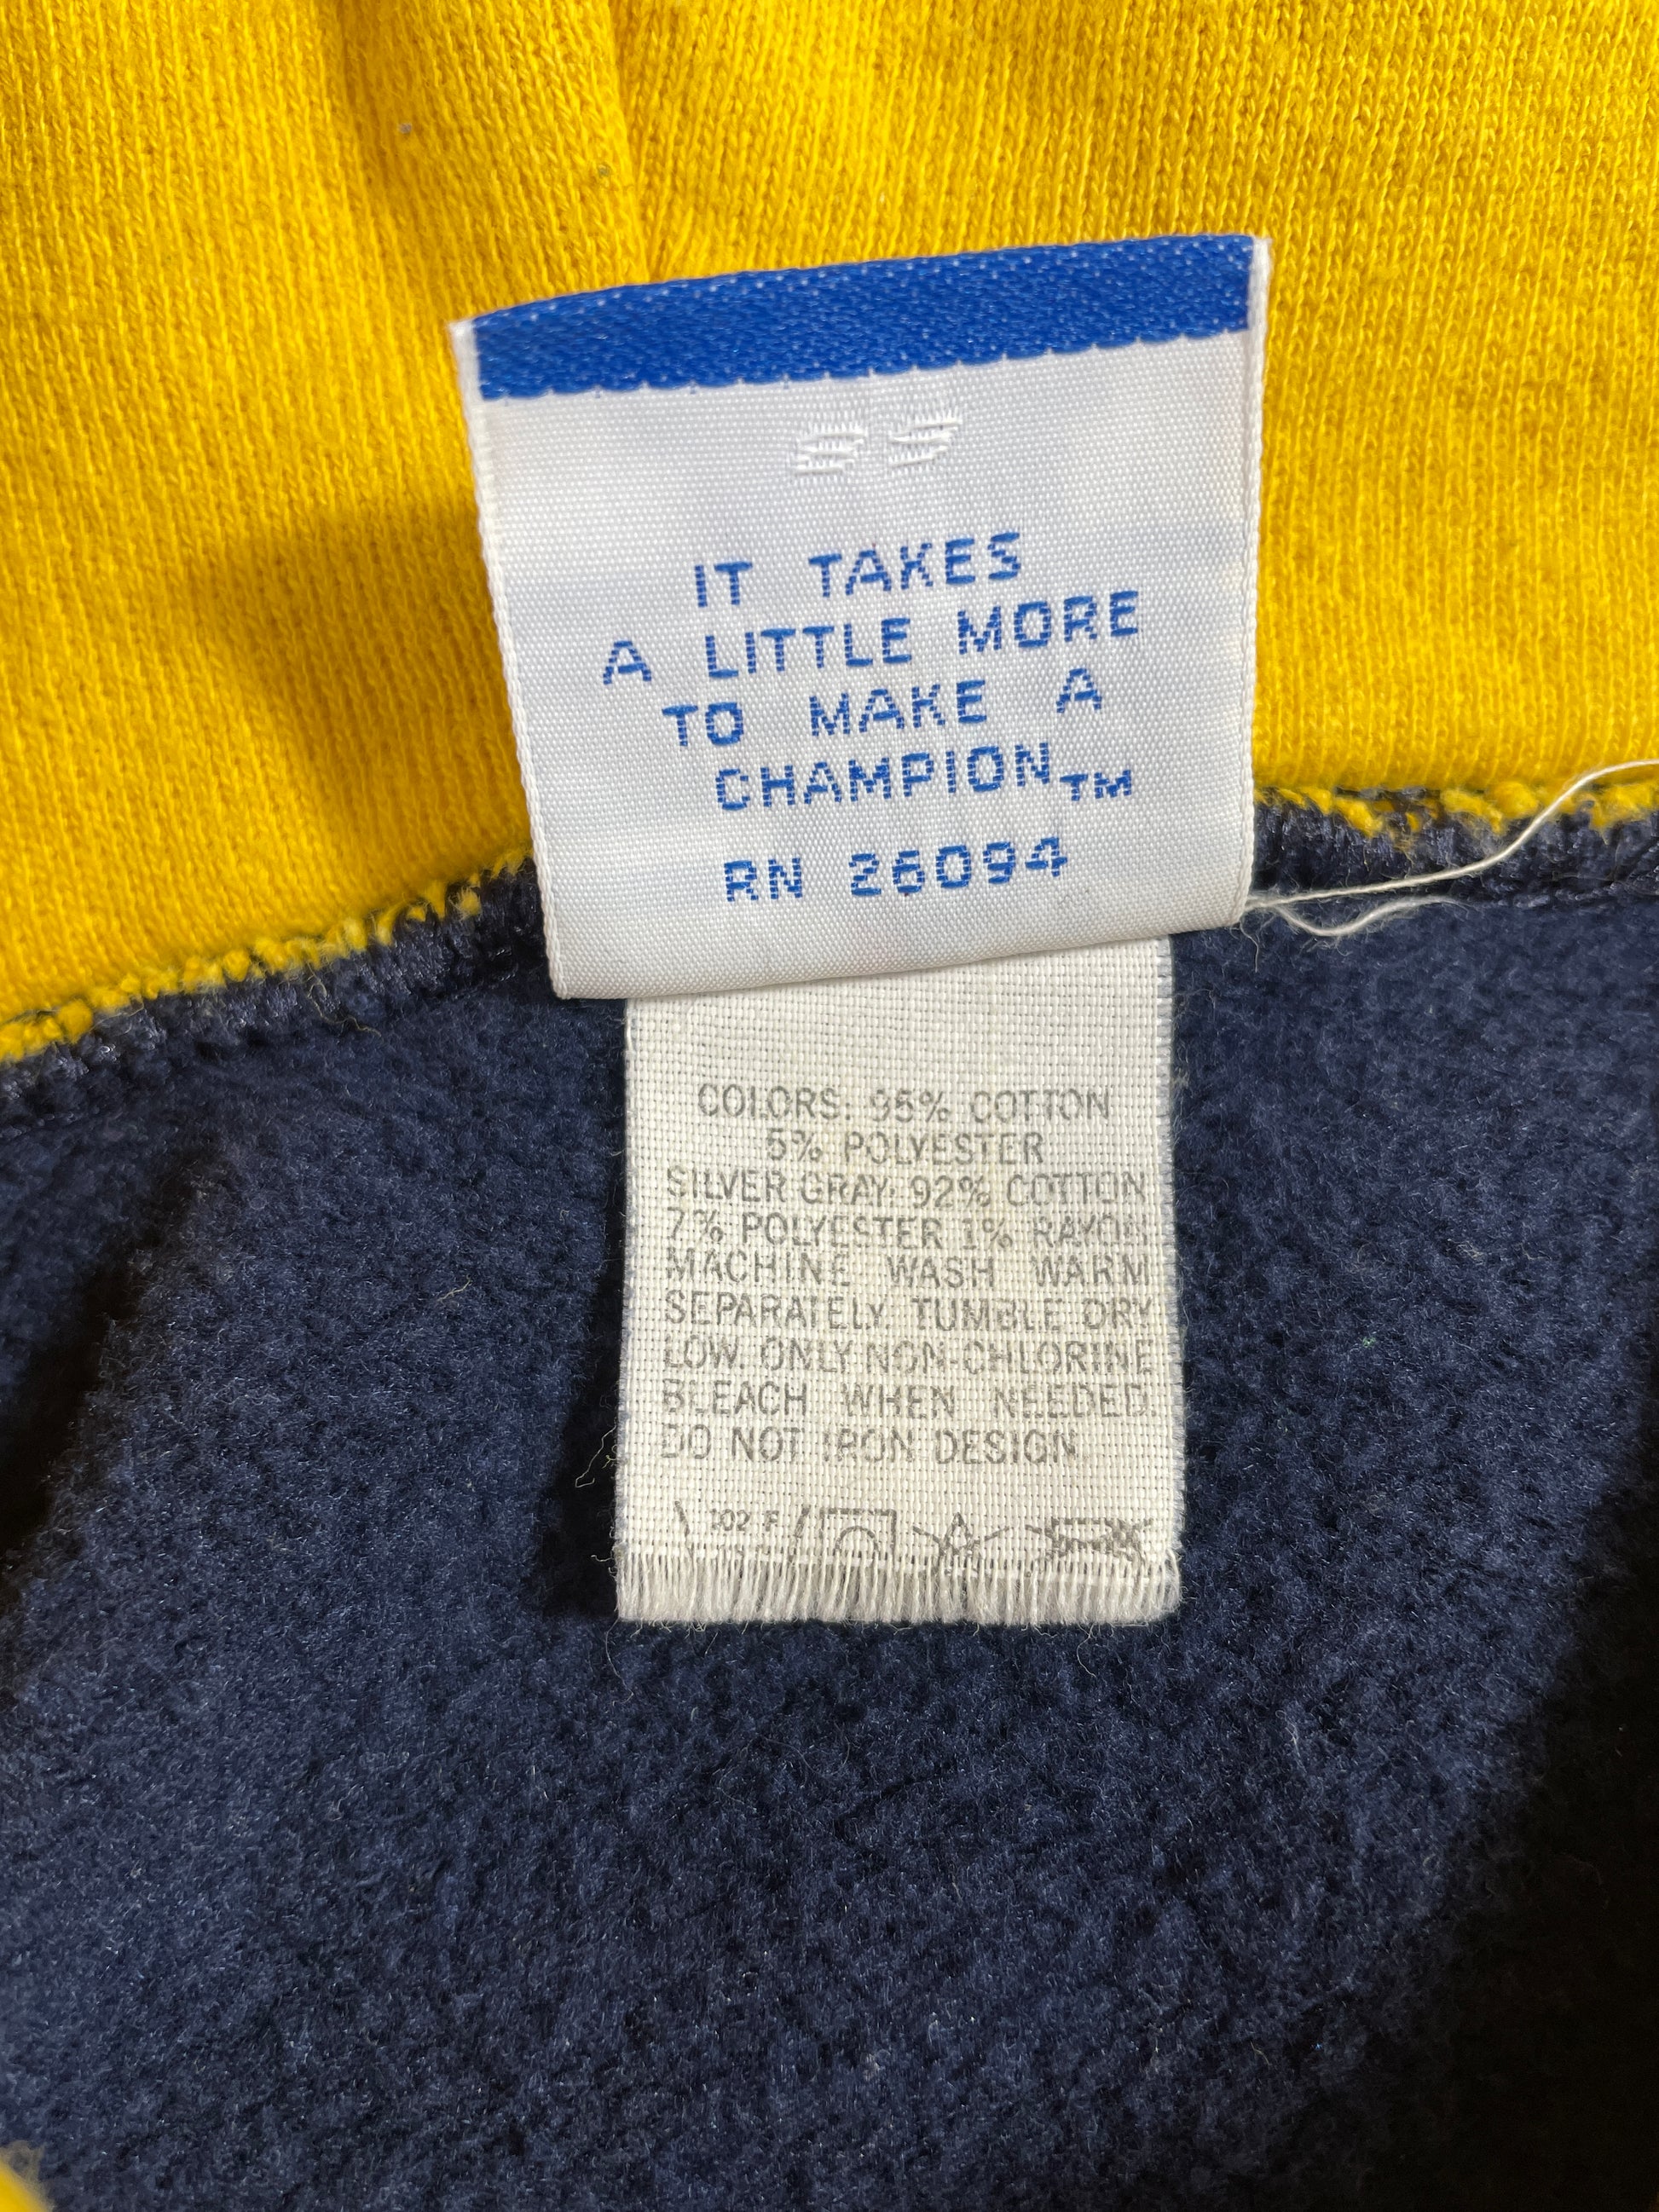 IT TAKES
A LITTLE MORE
TO MAKE A
CHAMPION™
RN 26094
COLORS: 95% COTTON
5% POLYESTER
SILVER GRAY: 92% COTTON
7% POLYESTER 1% RAYON
MACHINE WASH WARM
SEPARATELY. TUMBLE DRY
LOW. ONLY NON-CHLORINE
BLEACH WHEN NEEDED.
DO NOT IRON DESIGN.